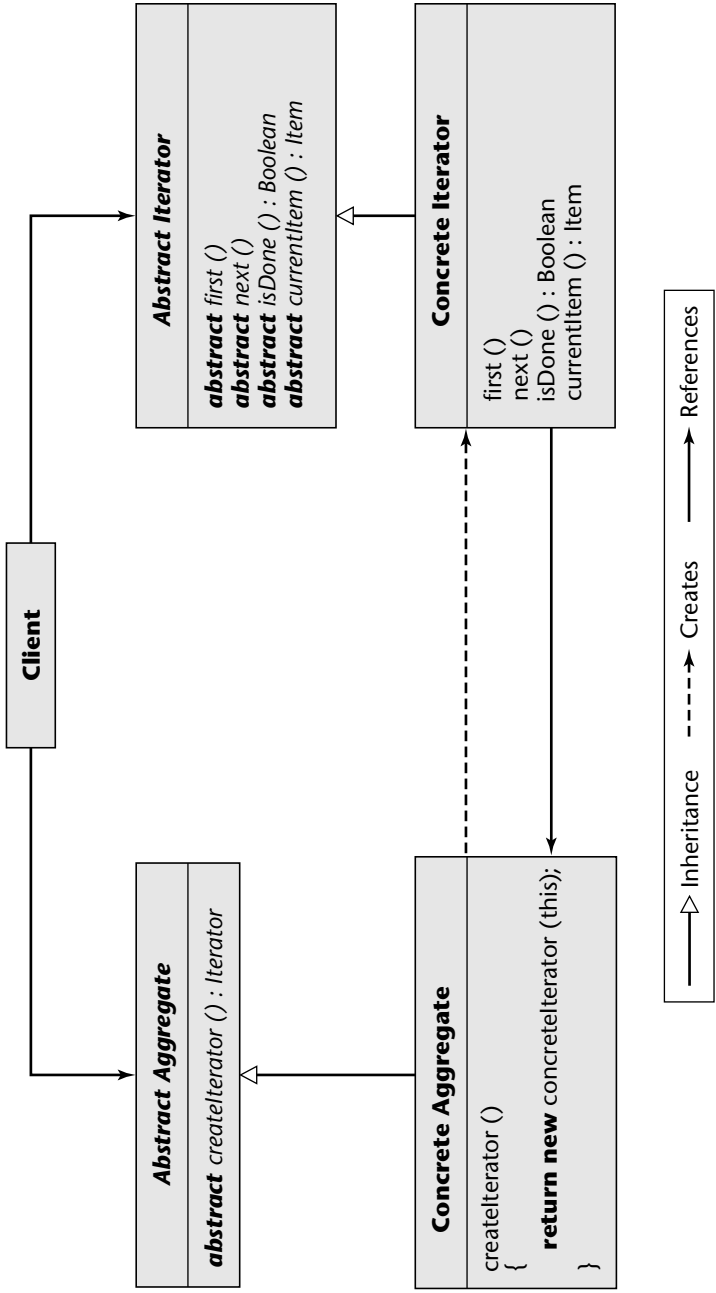 Client
Abstract Aggregate
abstract createIterator () : Iterator
Abstract Iterator
abstract first ()
abstract next ()
abstract isDone () : Boolean
abstract currentItem () : Item
Concrete Aggregate
createIterator ()
{
return new concreteIterator (this);
}
Concrete Iterator
first ()
next ()
isDone () : Boolean
currentItem () : Item
Inheritance
Creates
References